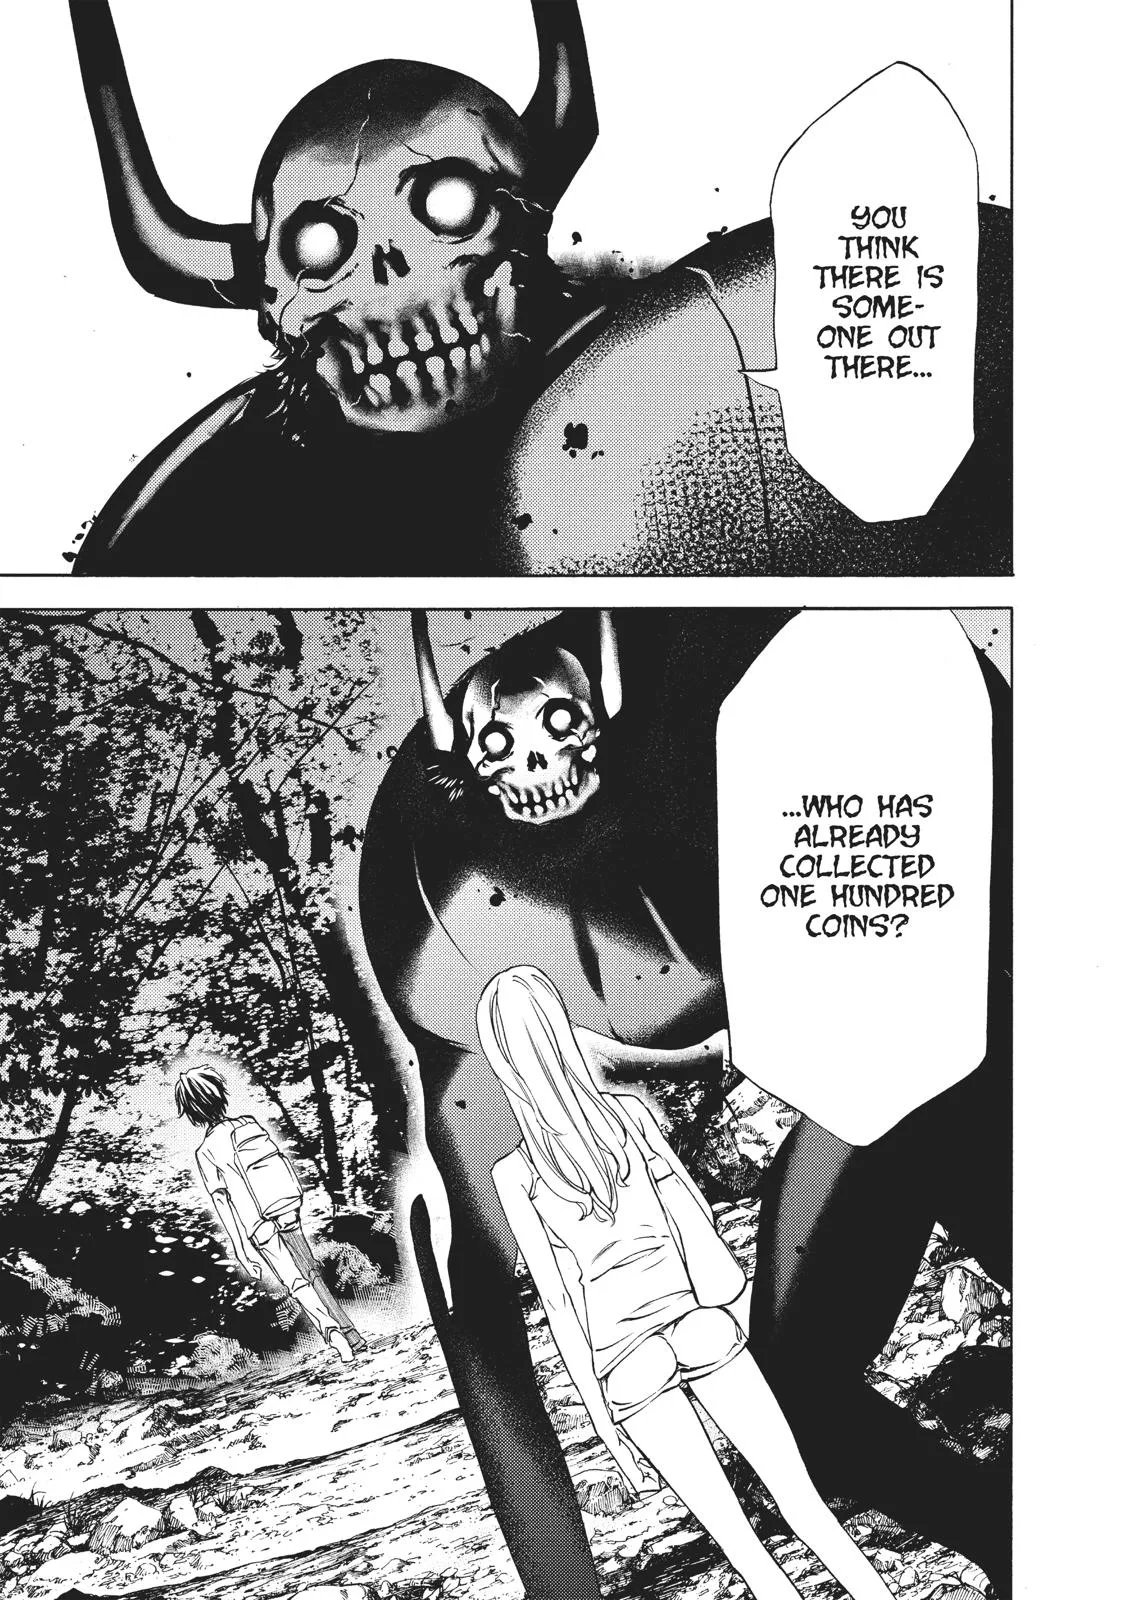 YOU
THINK
THERE IS
SOME-
ONE OUT
THERE...
...WHO HAS
ALREADY
COLLECTED
ONE HUNDRED
COINS?